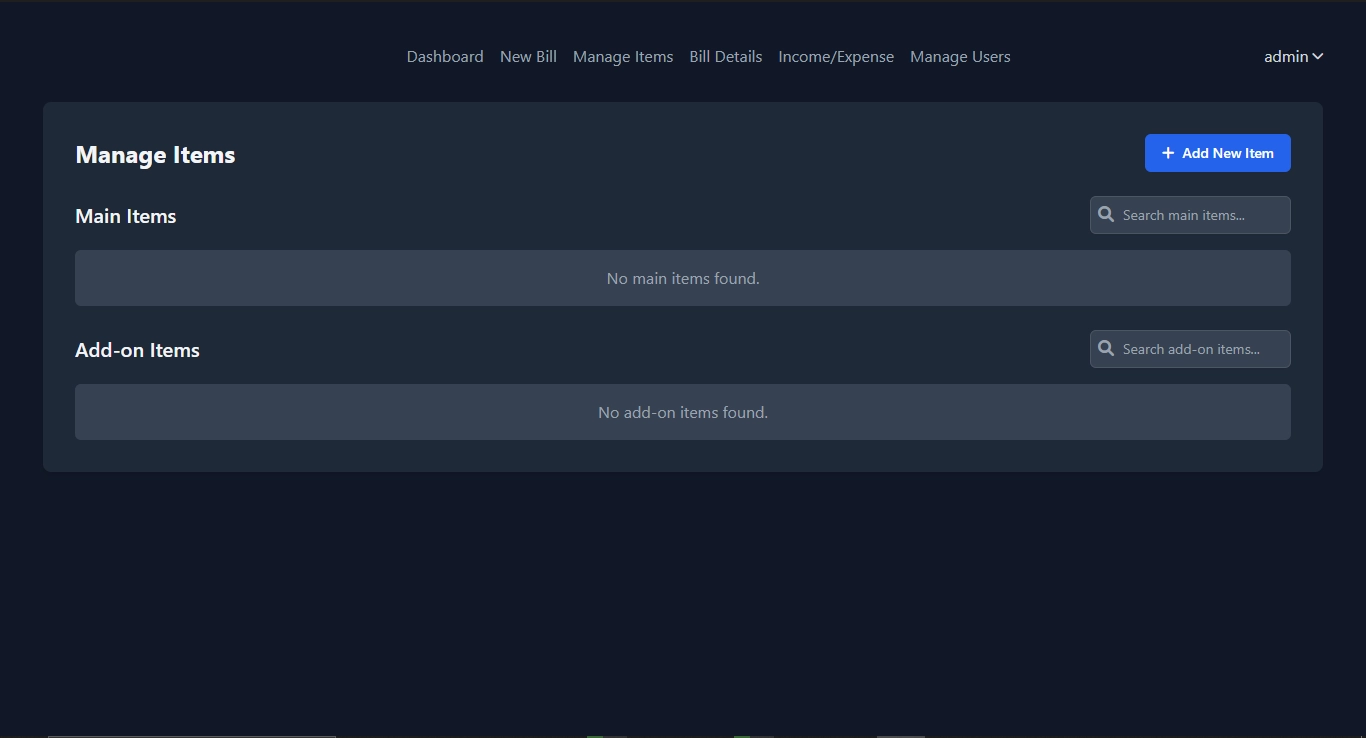 Dashboard New Bill Manage Items Bill Details Income/Expense Manage Users admin
Manage Items + Add New Item
Main Items Search main items...
No main items found.
Add-on Items Search add-on items...
No add-on items found.